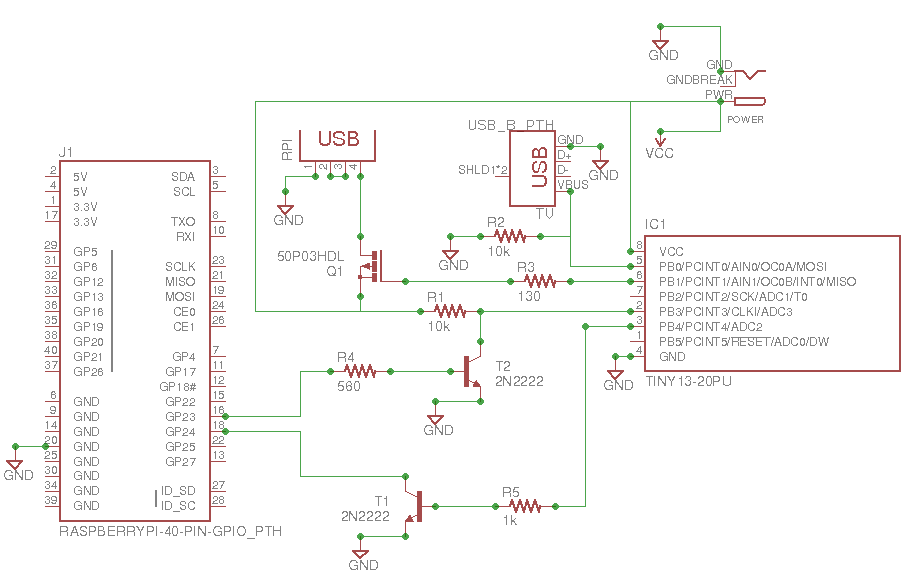 GND
GND
GNDBREAK
PWR
POWER
VCC
USB_B_PTH
GND
D+
D-
VBUS
SHLD1*2
USB
TV
GND
RPI
USB
1
2
3
4
GND
J1
2 5V SDA 3
4 5V SCL 5
1 3.3V
17 3.3V TXO 8
RXI 10
29 GP5
31 GP6 SCLK 23
32 GP12 MISO 21
33 GP13 MOSI 19
36 GP16 CE0 24
35 GP19 CE1 26
38 GP20
40 GP21 GP4 7
37 GP26 GP17 11
GP18# 12
6 GND GP22 15
9 GND GP23 16
14 GND GP24 18
20 GND GP25 22
25 GND GP27 13
30 GND
34 GND ID_SD 27
39 GND ID_SC 28
GND
RASPBERRYPI-40-PIN-GPIO_PTH
50P03HDL
Q1
R2
10k
GND
R3
130
R1
10k
R4
560
T2
2N2222
GND
T1
2N2222
GND
R5
1k
IC1
8 VCC
5 PB0/PCINT0/AIN0/OC0A/MOSI
6 PB1/PCINT1/AIN1/OC0B/INT0/MISO
7 PB2/PCINT2/SCK/ADC1/T0
2 PB3/PCINT3/CLKI/ADC3
3 PB4/PCINT4/ADC2
1 PB5/PCINT5/RESET/ADC0/DW
4 GND
GND
TINY13-20PU